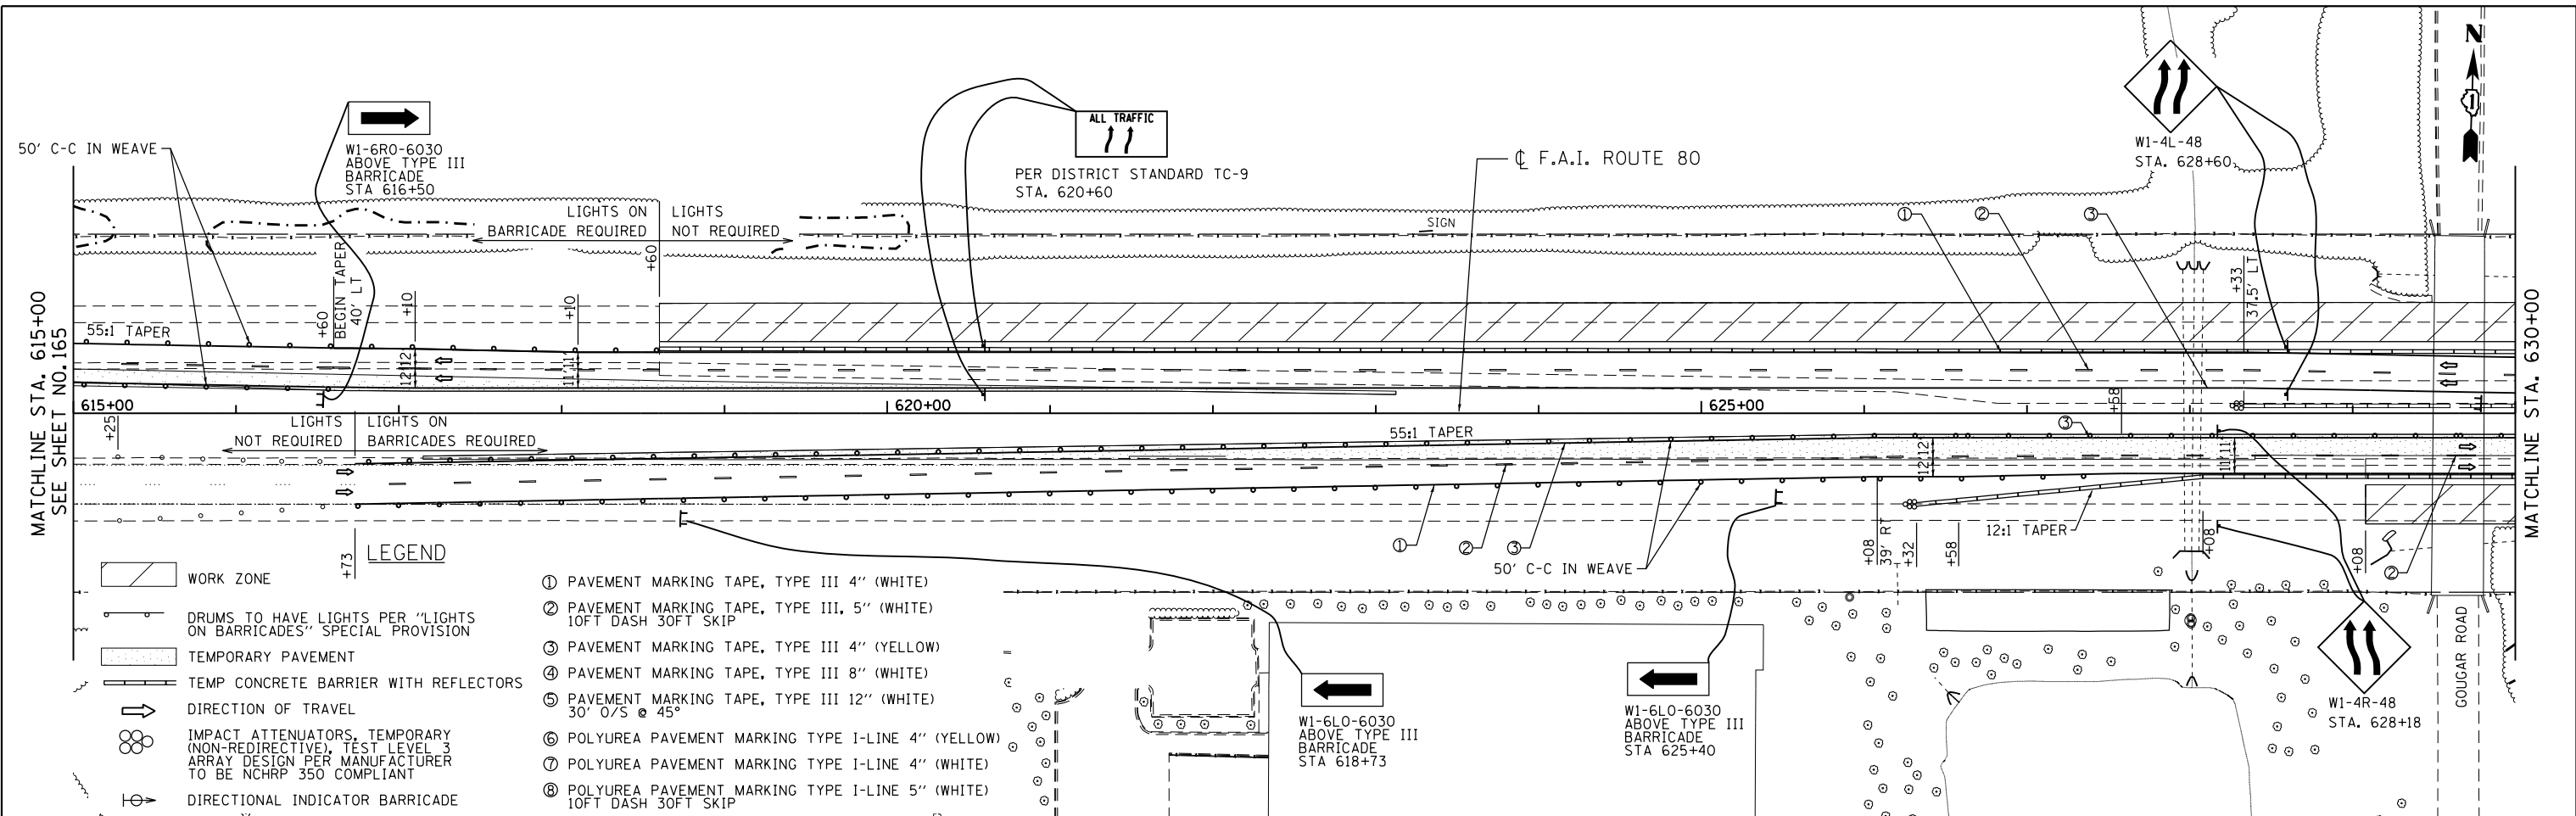 N
50' C-C IN WEAVE
W1-6RO-6030
ABOVE TYPE III
BARRICADE
STA 616+50
ALL TRAFFIC
PER DISTRICT STANDARD TC-9
STA. 620+60
℄ F.A.I. ROUTE 80
W1-4L-48
STA. 628+60
LIGHTS ON
BARRICADE REQUIRED
LIGHTS
NOT REQUIRED
SIGN
① ② ③
+60
+60
BEGIN TAPER
40' LT
+10
+10
+33
37.5' LT
MATCHLINE STA. 615+00
SEE SHEET NO. 165
MATCHLINE STA. 630+00
55:1 TAPER
12' 12'
11' 11'
615+00
620+00
625+00
+25
LIGHTS
NOT REQUIRED
LIGHTS ON
BARRICADES REQUIRED
55:1 TAPER
+58
③
12' 12'
11' 11'
① ② ③
50' C-C IN WEAVE
+08
39' RT
+32
+58
12:1 TAPER
+08
+08
②
+73
LEGEND
WORK ZONE
DRUMS TO HAVE LIGHTS PER "LIGHTS
ON BARRICADES" SPECIAL PROVISION
TEMPORARY PAVEMENT
TEMP CONCRETE BARRIER WITH REFLECTORS
DIRECTION OF TRAVEL
IMPACT ATTENUATORS, TEMPORARY
(NON-REDIRECTIVE), TEST LEVEL 3
ARRAY DESIGN PER MANUFACTURER
TO BE NCHRP 350 COMPLIANT
DIRECTIONAL INDICATOR BARRICADE
① PAVEMENT MARKING TAPE, TYPE III 4" (WHITE)
② PAVEMENT MARKING TAPE, TYPE III, 5" (WHITE)
10FT DASH 30FT SKIP
③ PAVEMENT MARKING TAPE, TYPE III 4" (YELLOW)
④ PAVEMENT MARKING TAPE, TYPE III 8" (WHITE)
⑤ PAVEMENT MARKING TAPE, TYPE III 12" (WHITE)
30' O/S @ 45°
⑥ POLYUREA PAVEMENT MARKING TYPE I-LINE 4" (YELLOW)
⑦ POLYUREA PAVEMENT MARKING TYPE I-LINE 4" (WHITE)
⑧ POLYUREA PAVEMENT MARKING TYPE I-LINE 5" (WHITE)
10FT DASH 30FT SKIP
W1-6LO-6030
ABOVE TYPE III
BARRICADE
STA 618+73
W1-6LO-6030
ABOVE TYPE III
BARRICADE
STA 625+40
W1-4R-48
STA. 628+18
GOUGAR ROAD